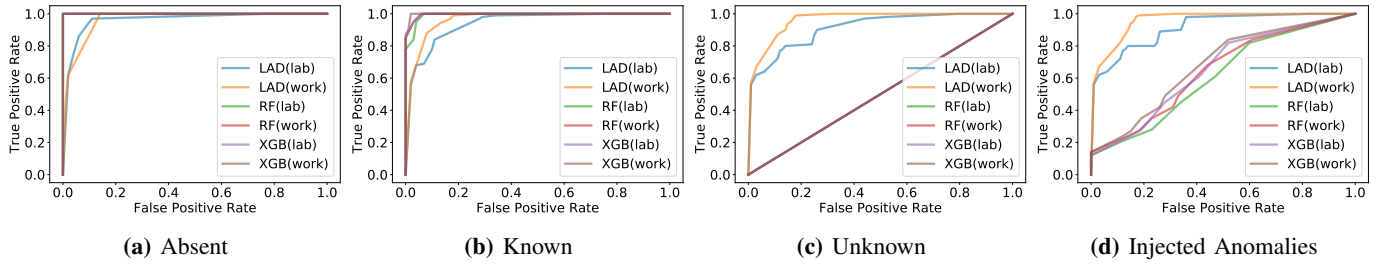 True Positive Rate
1.0
0.8
0.6
0.4
0.2
0.0
LAD(lab)
LAD(work)
RF(lab)
RF(work)
XGB(lab)
XGB(work)
0.0 0.2 0.4 0.6 0.8 1.0
False Positive Rate
(a) Absent
True Positive Rate
1.0
0.8
0.6
0.4
0.2
0.0
LAD(lab)
LAD(work)
RF(lab)
RF(work)
XGB(lab)
XGB(work)
0.0 0.2 0.4 0.6 0.8 1.0
False Positive Rate
(b) Known
True Positive Rate
1.0
0.8
0.6
0.4
0.2
0.0
LAD(lab)
LAD(work)
RF(lab)
RF(work)
XGB(lab)
XGB(work)
0.0 0.2 0.4 0.6 0.8 1.0
False Positive Rate
(c) Unknown
True Positive Rate
1.0
0.8
0.6
0.4
0.2
0.0
LAD(lab)
LAD(work)
RF(lab)
RF(work)
XGB(lab)
XGB(work)
0.0 0.2 0.4 0.6 0.8 1.0
False Positive Rate
(d) Injected Anomalies